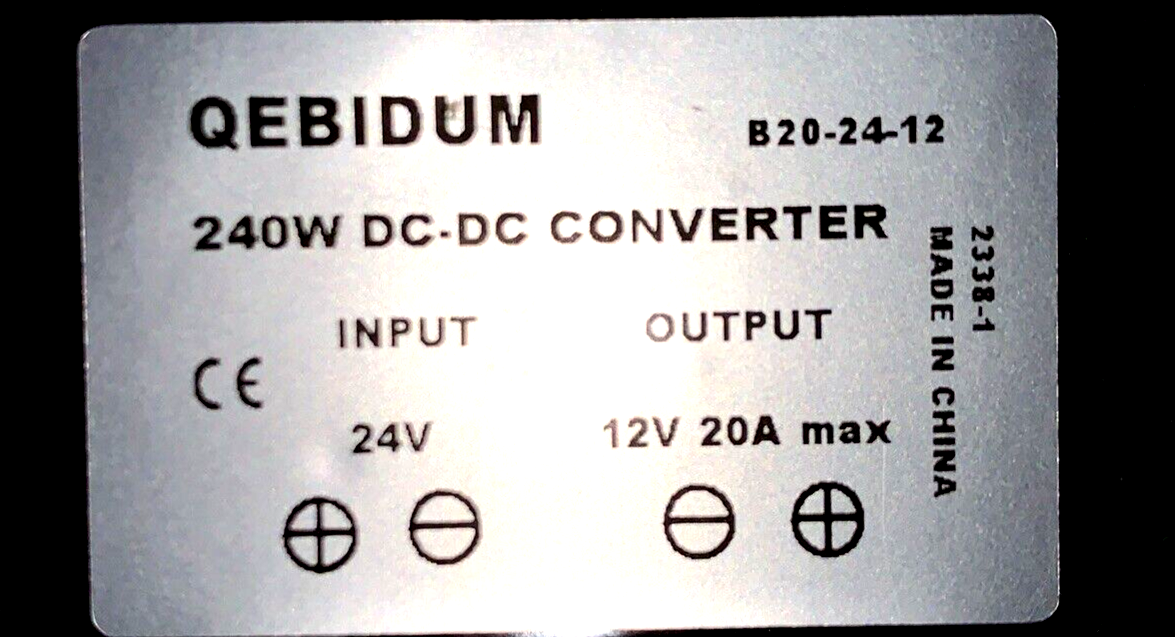 QEBIDUM
B20-24-12
240W DC-DC CONVERTER
INPUT
OUTPUT
CE
24V
12V 20A max
2338-1
MADE IN CHINA